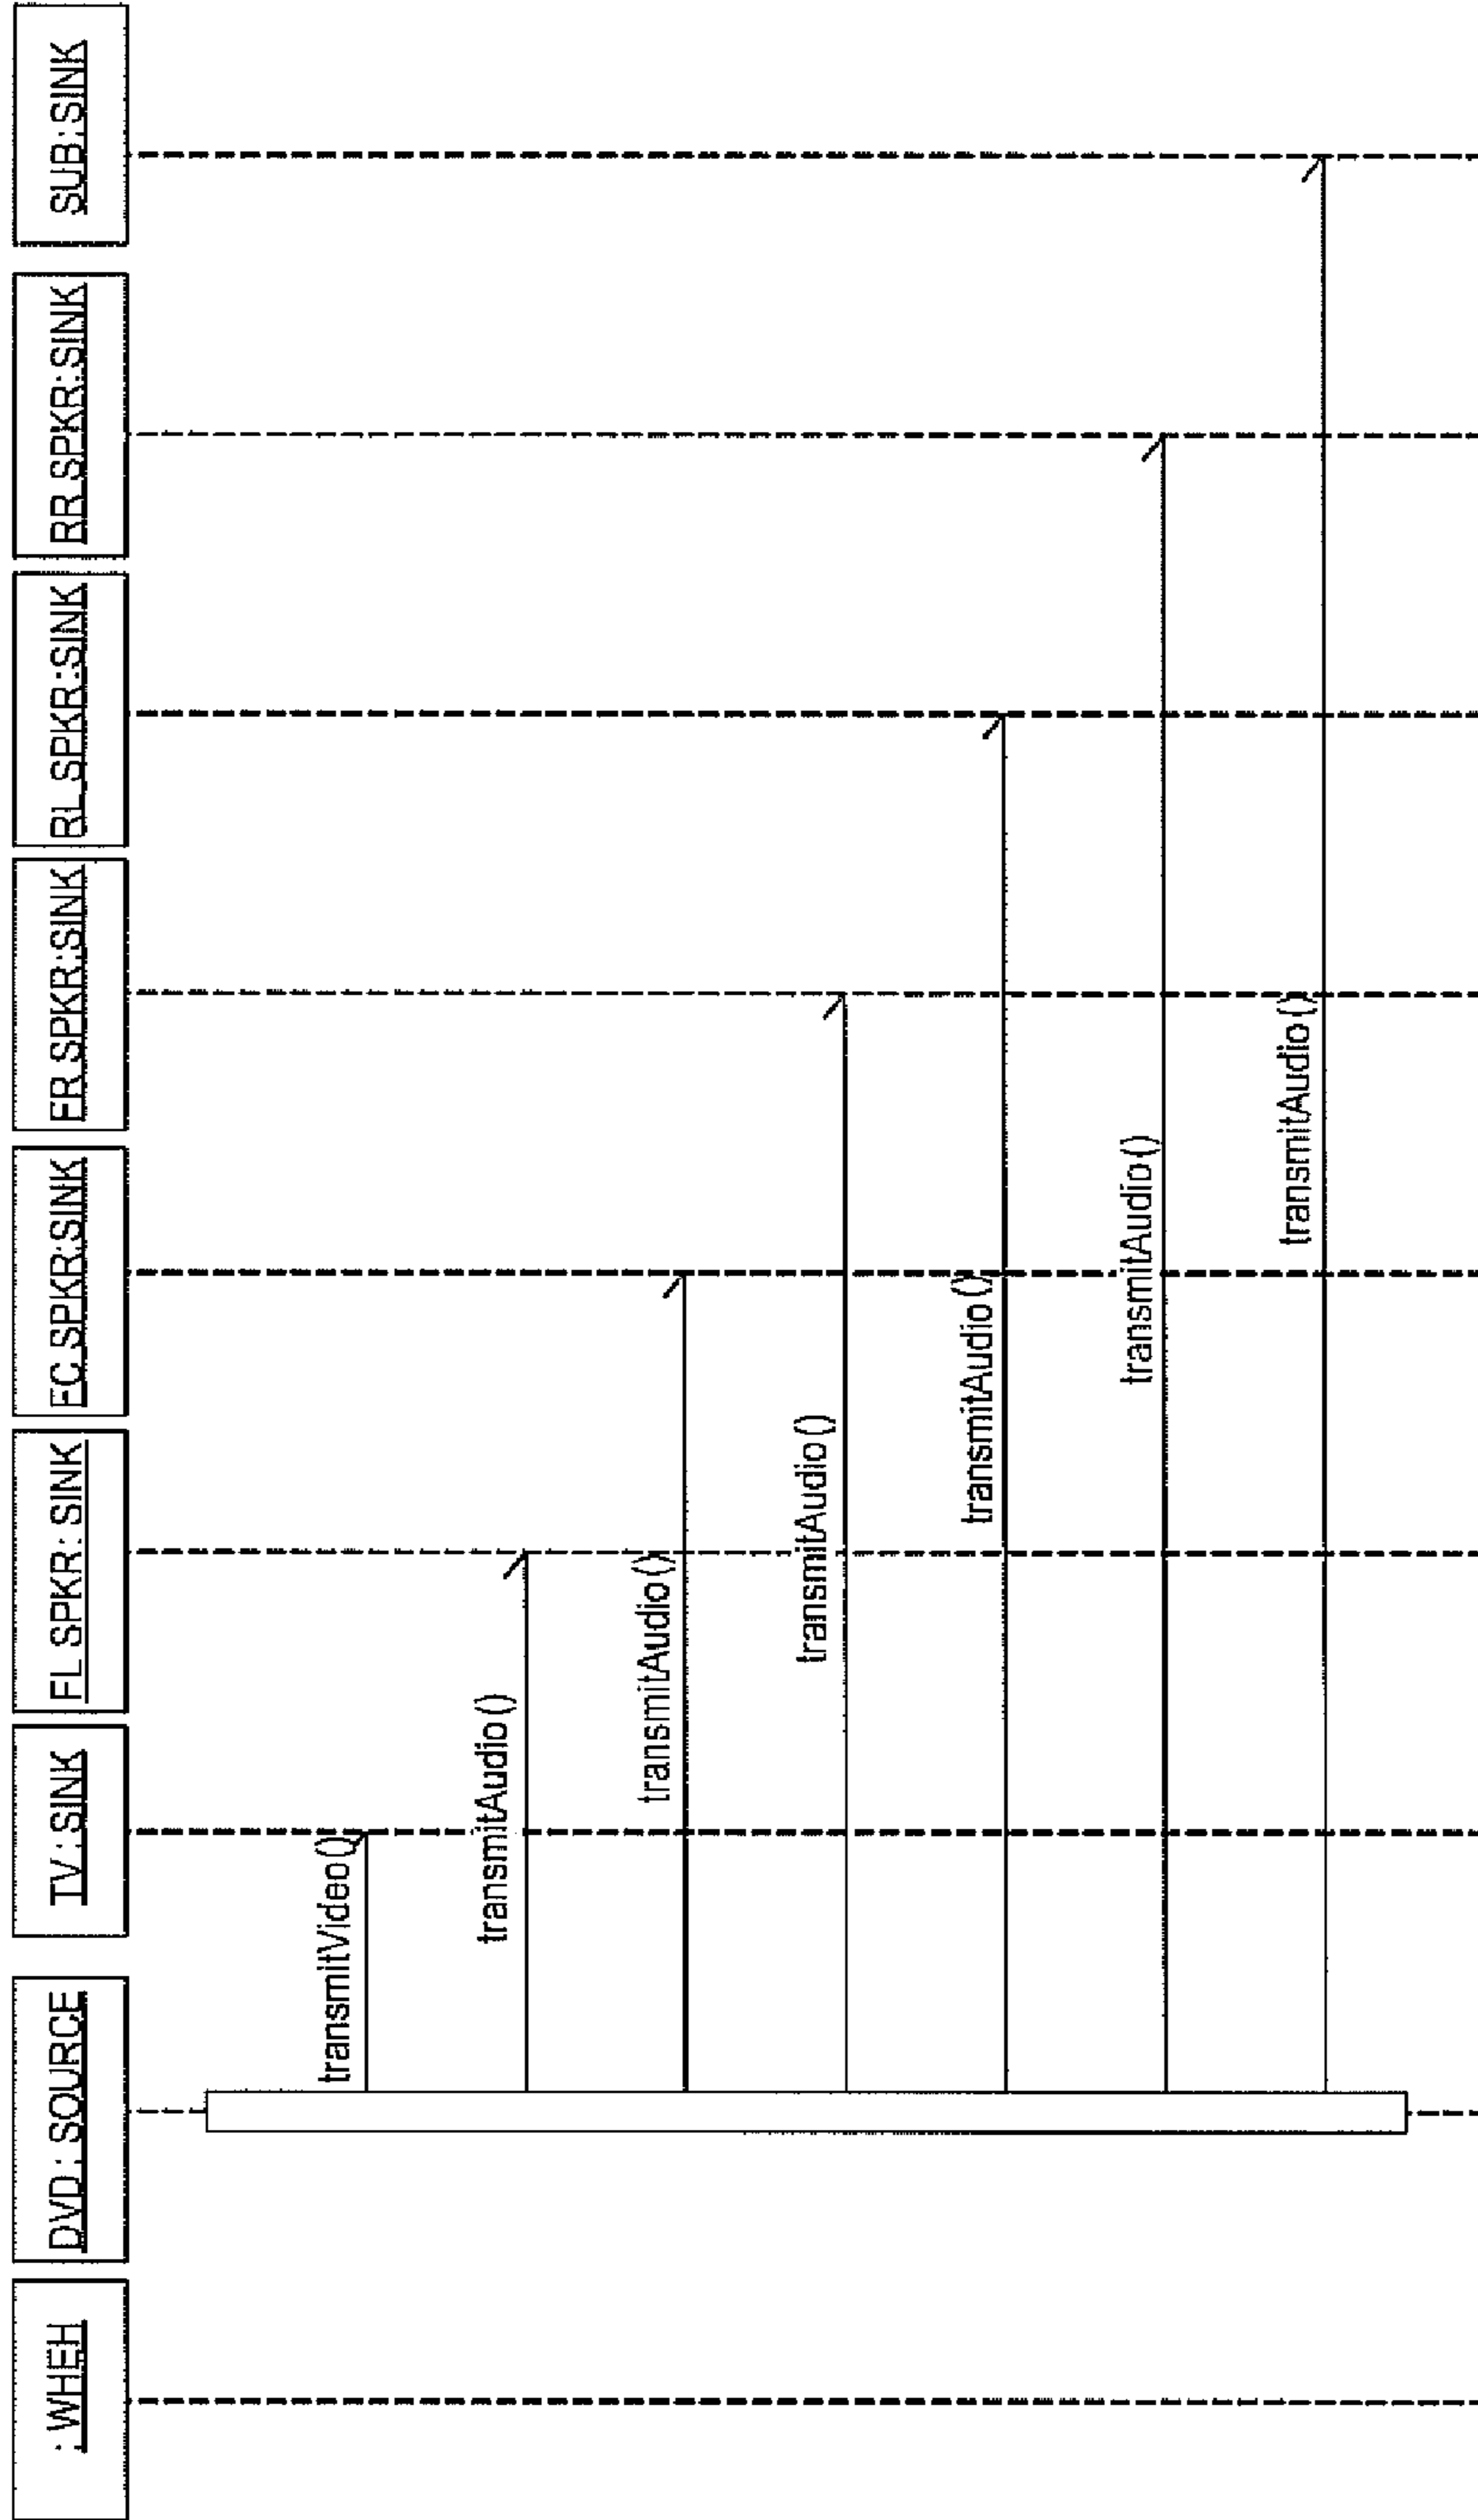 : WHEH
DVD : SOURCE
TV : SINK
FL SPKR : SINK
FC SPKR:SINK
FR SPKR:SINK
RL SPKR:SINK
RR SPKR:SINK
SUB:SINK
transmitVideo()
transmitAudio()
transmitAudio()
transmitAudio()
transmitAudio()
transmitAudio()
transmitAudio()